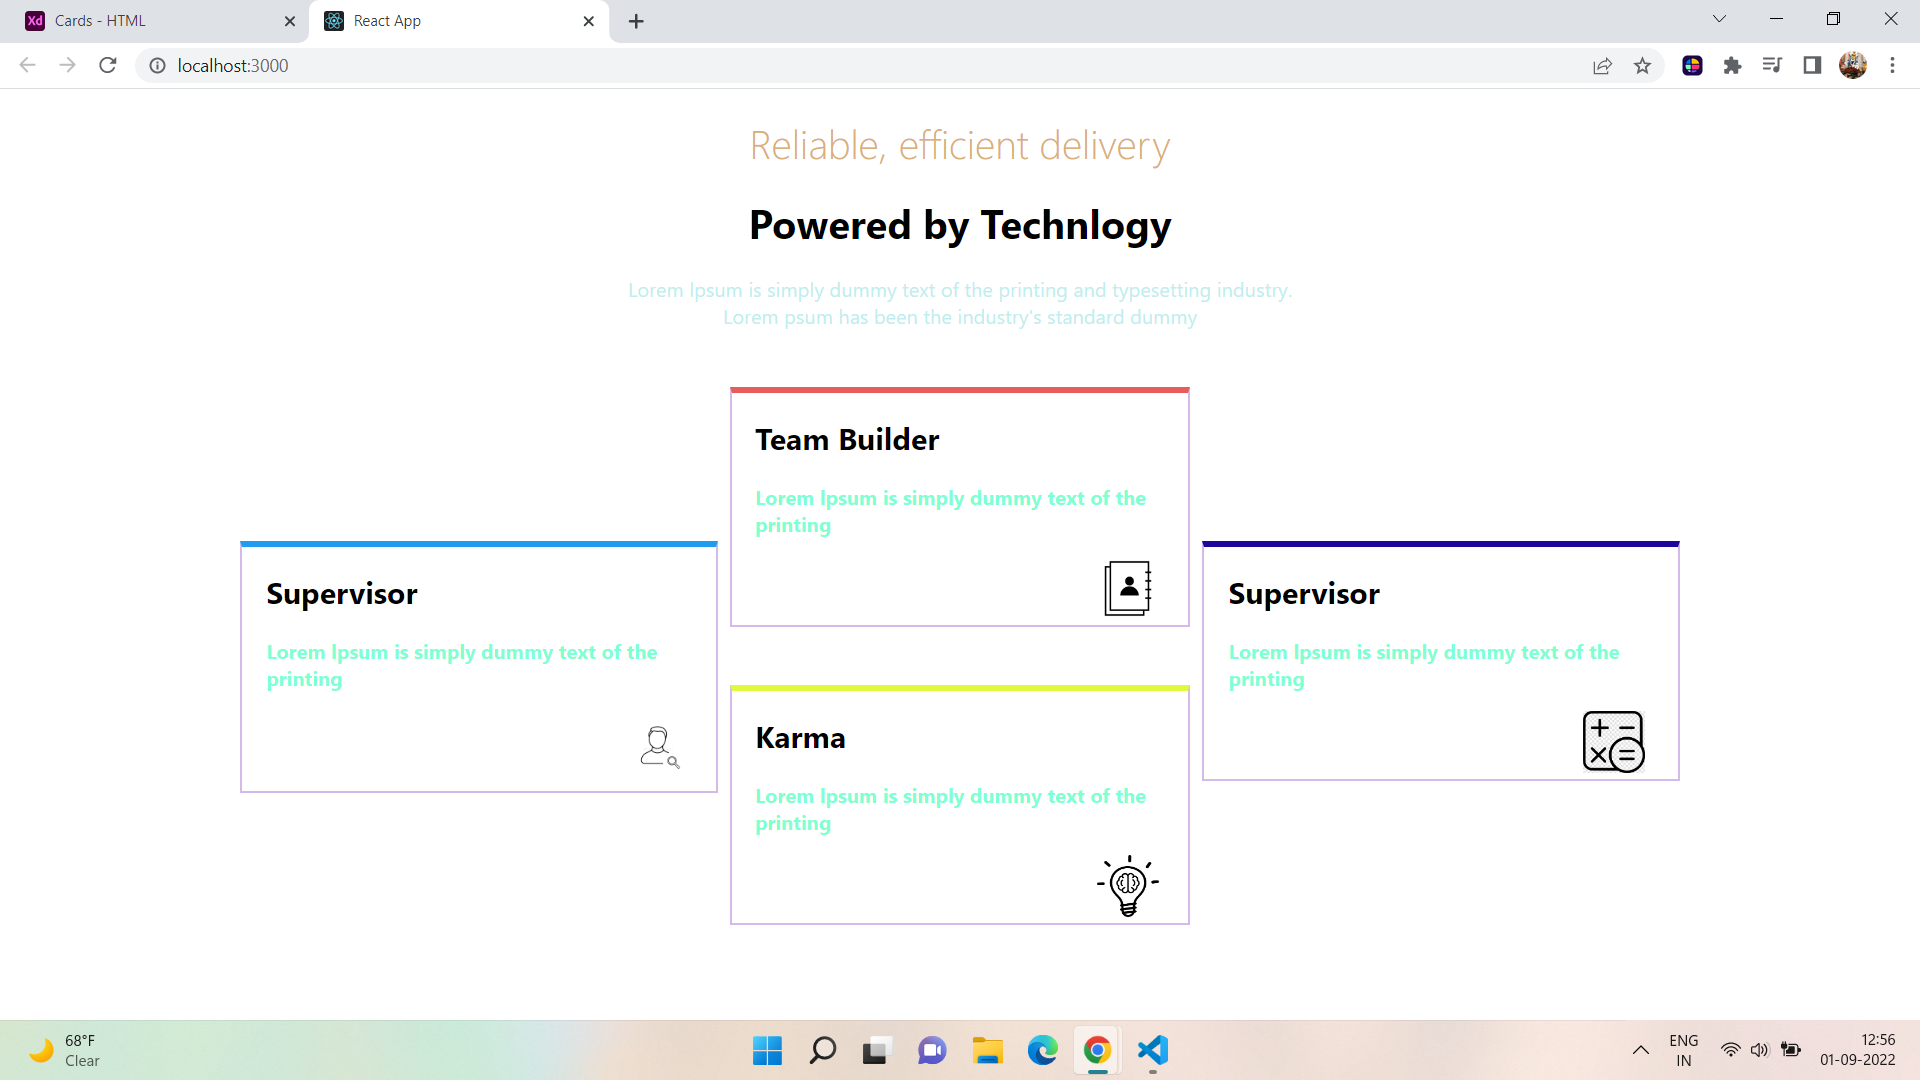 Cards - HTML
React App
localhost:3000
Reliable, efficient delivery
Powered by Technlogy
Lorem Ipsum is simply dummy text of the printing and typesetting industry.
Lorem psum has been the industry's standard dummy
Team Builder
Lorem Ipsum is simply dummy text of the
printing
Supervisor
Lorem Ipsum is simply dummy text of the
printing
Supervisor
Lorem Ipsum is simply dummy text of the
printing
Karma
Lorem Ipsum is simply dummy text of the
printing
68°F
Clear
ENG
IN
12:56
01-09-2022